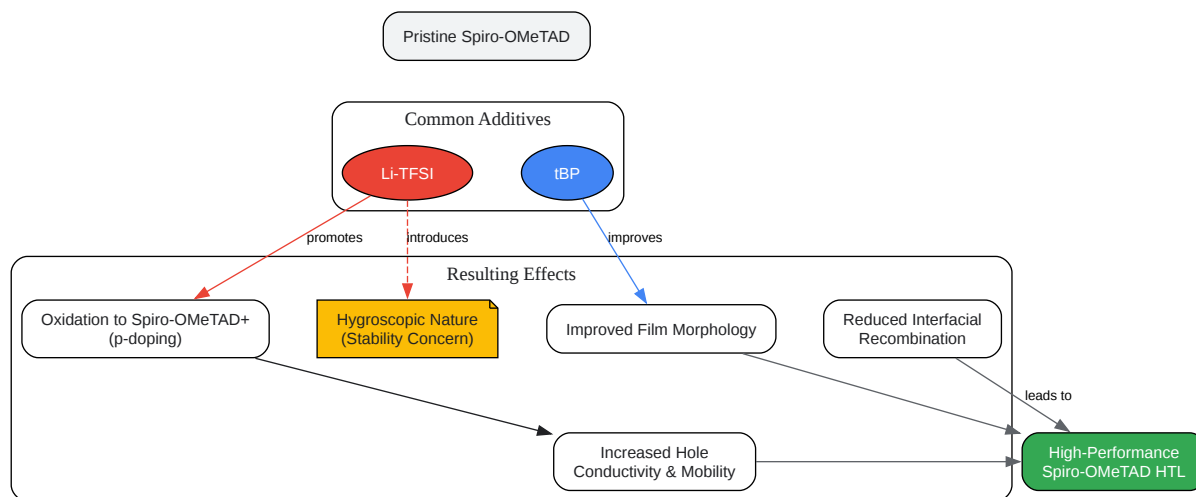 Pristine Spiro-OMeTAD
Common Additives
Li-TFSI
tBP
promotes
introduces
improves
Resulting Effects
Oxidation to Spiro-OMeTAD+
(p-doping)
Hygroscopic Nature
(Stability Concern)
Improved Film Morphology
Reduced Interfacial
Recombination
leads to
Increased Hole
Conductivity & Mobility
High-Performance
Spiro-OMeTAD HTL